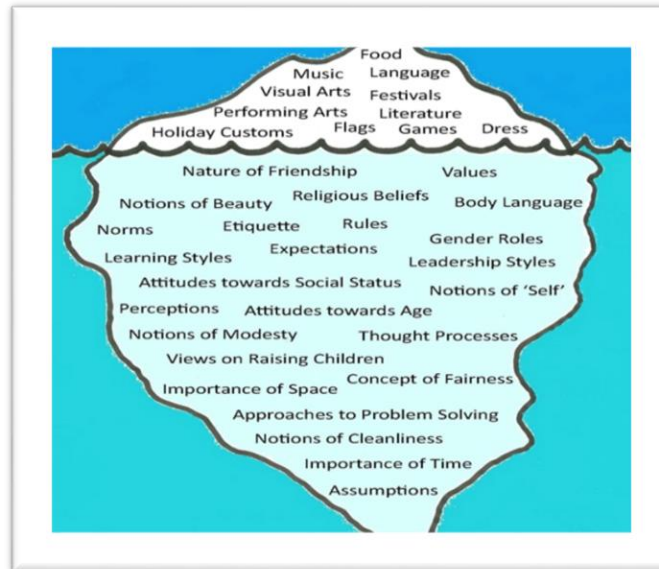 Food
Music Language
Visual Arts Festivals
Performing Arts Literature
Holiday Customs Flags Games Dress
Nature of Friendship Values
Notions of Beauty Religious Beliefs Body Language
Norms Etiquette Rules
Learning Styles Expectations Gender Roles
Leadership Styles
Attitudes towards Social Status Notions of ‘Self’
Perceptions Attitudes towards Age
Notions of Modesty Thought Processes
Views on Raising Children
Importance of Space Concept of Fairness
Approaches to Problem Solving
Notions of Cleanliness
Importance of Time
Assumptions